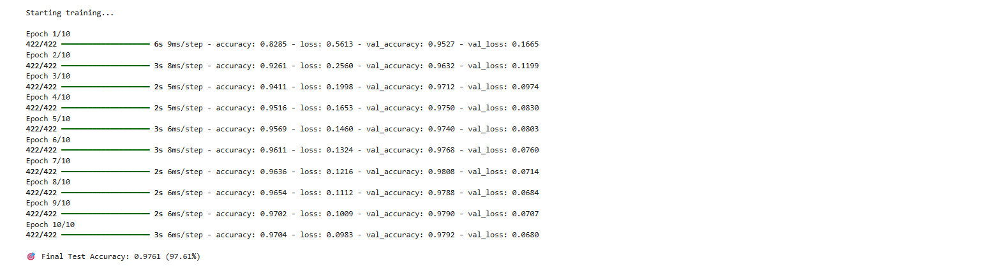 Starting training...
Epoch 1/10
422/422 ━━━━━━━━━━━━━━━━━━━━ 6s 9ms/step - accuracy: 0.8285 - loss: 0.5613 - val_accuracy: 0.9527 - val_loss: 0.1665
Epoch 2/10
422/422 ━━━━━━━━━━━━━━━━━━━━ 3s 8ms/step - accuracy: 0.9261 - loss: 0.2560 - val_accuracy: 0.9632 - val_loss: 0.1199
Epoch 3/10
422/422 ━━━━━━━━━━━━━━━━━━━━ 2s 5ms/step - accuracy: 0.9411 - loss: 0.1998 - val_accuracy: 0.9712 - val_loss: 0.0974
Epoch 4/10
422/422 ━━━━━━━━━━━━━━━━━━━━ 2s 5ms/step - accuracy: 0.9516 - loss: 0.1653 - val_accuracy: 0.9750 - val_loss: 0.0830
Epoch 5/10
422/422 ━━━━━━━━━━━━━━━━━━━━ 3s 6ms/step - accuracy: 0.9569 - loss: 0.1460 - val_accuracy: 0.9740 - val_loss: 0.0803
Epoch 6/10
422/422 ━━━━━━━━━━━━━━━━━━━━ 3s 8ms/step - accuracy: 0.9611 - loss: 0.1324 - val_accuracy: 0.9768 - val_loss: 0.0760
Epoch 7/10
422/422 ━━━━━━━━━━━━━━━━━━━━ 2s 6ms/step - accuracy: 0.9636 - loss: 0.1216 - val_accuracy: 0.9808 - val_loss: 0.0714
Epoch 8/10
422/422 ━━━━━━━━━━━━━━━━━━━━ 2s 6ms/step - accuracy: 0.9654 - loss: 0.1112 - val_accuracy: 0.9788 - val_loss: 0.0684
Epoch 9/10
422/422 ━━━━━━━━━━━━━━━━━━━━ 2s 6ms/step - accuracy: 0.9702 - loss: 0.1009 - val_accuracy: 0.9790 - val_loss: 0.0707
Epoch 10/10
422/422 ━━━━━━━━━━━━━━━━━━━━ 3s 6ms/step - accuracy: 0.9704 - loss: 0.0983 - val_accuracy: 0.9792 - val_loss: 0.0680
🎯 Final Test Accuracy: 0.9761 (97.61%)